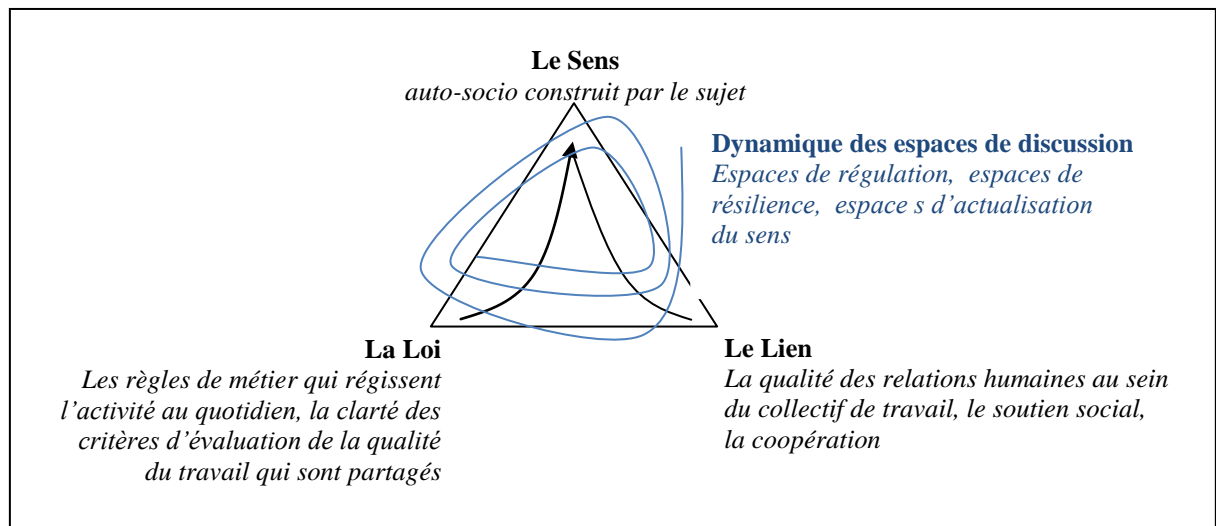 Le Sens
auto-socio construit par le sujet
Dynamique des espaces de discussion
Espaces de régulation, espaces de
résilience, espace s d'actualisation
du sens
La Loi
Les règles de métier qui régissent
l’activité au quotidien, la clarté des
critères d’évaluation de la qualité
du travail qui sont partagés
Le Lien
La qualité des relations humaines au sein
du collectif de travail, le soutien social,
la coopération